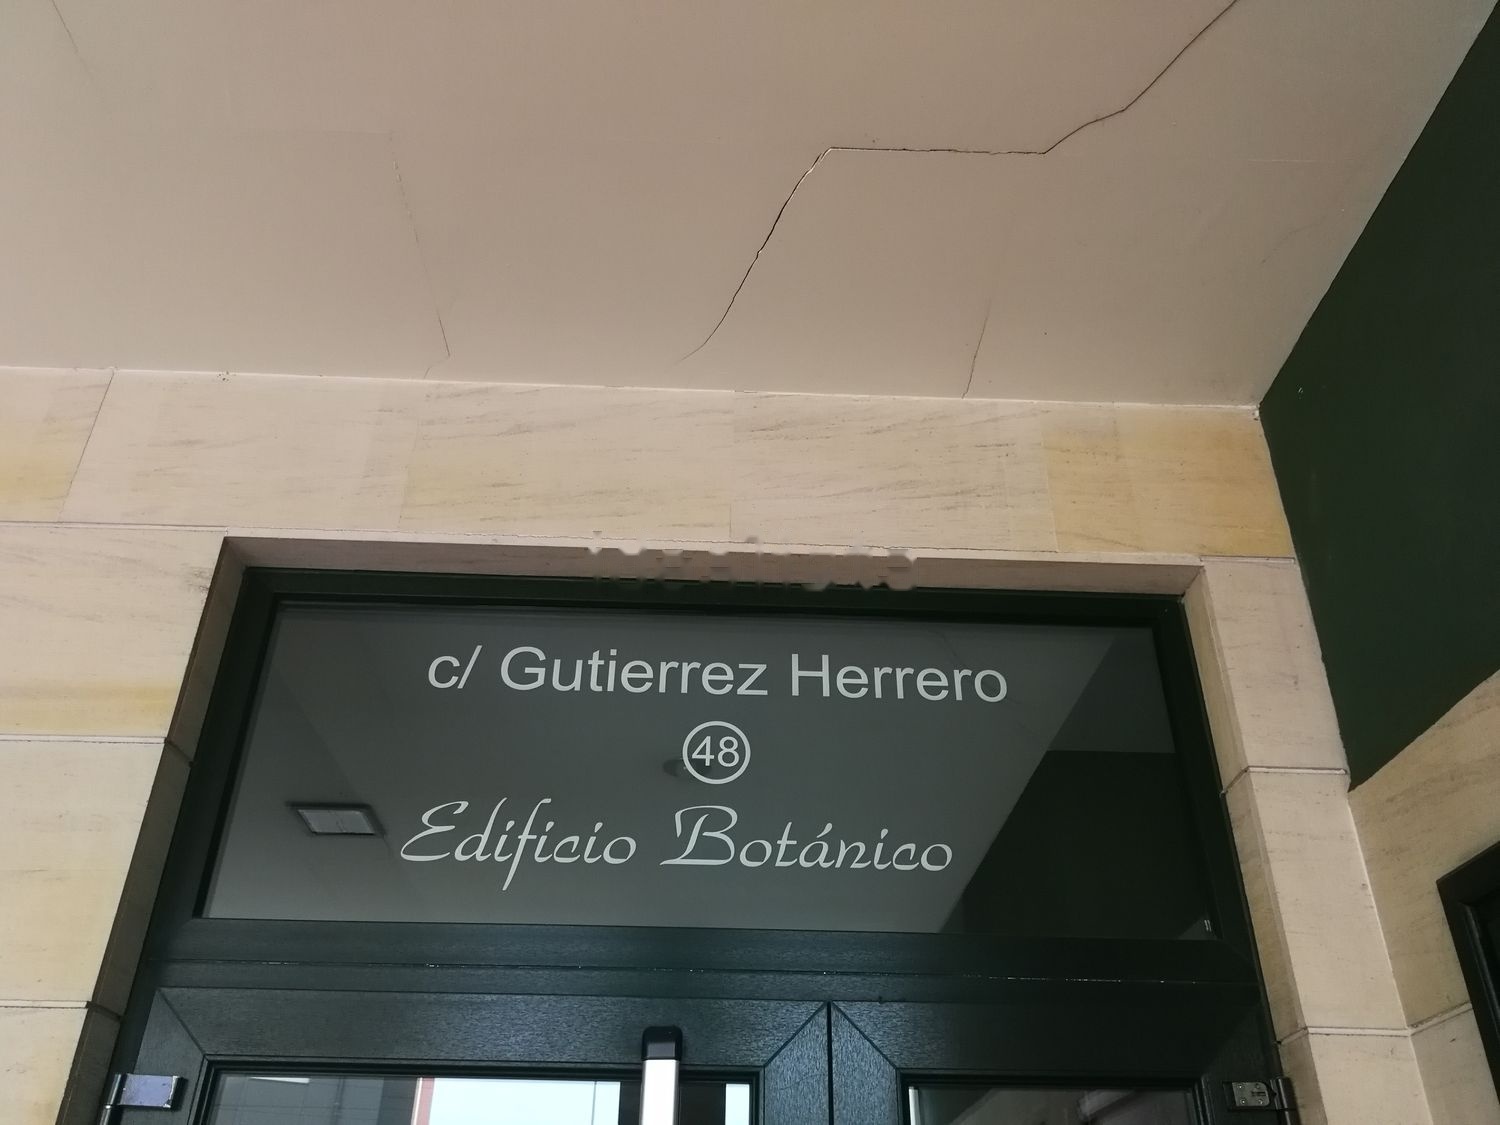 c/ Gutierrez Herrero
48
Edificio Botánico